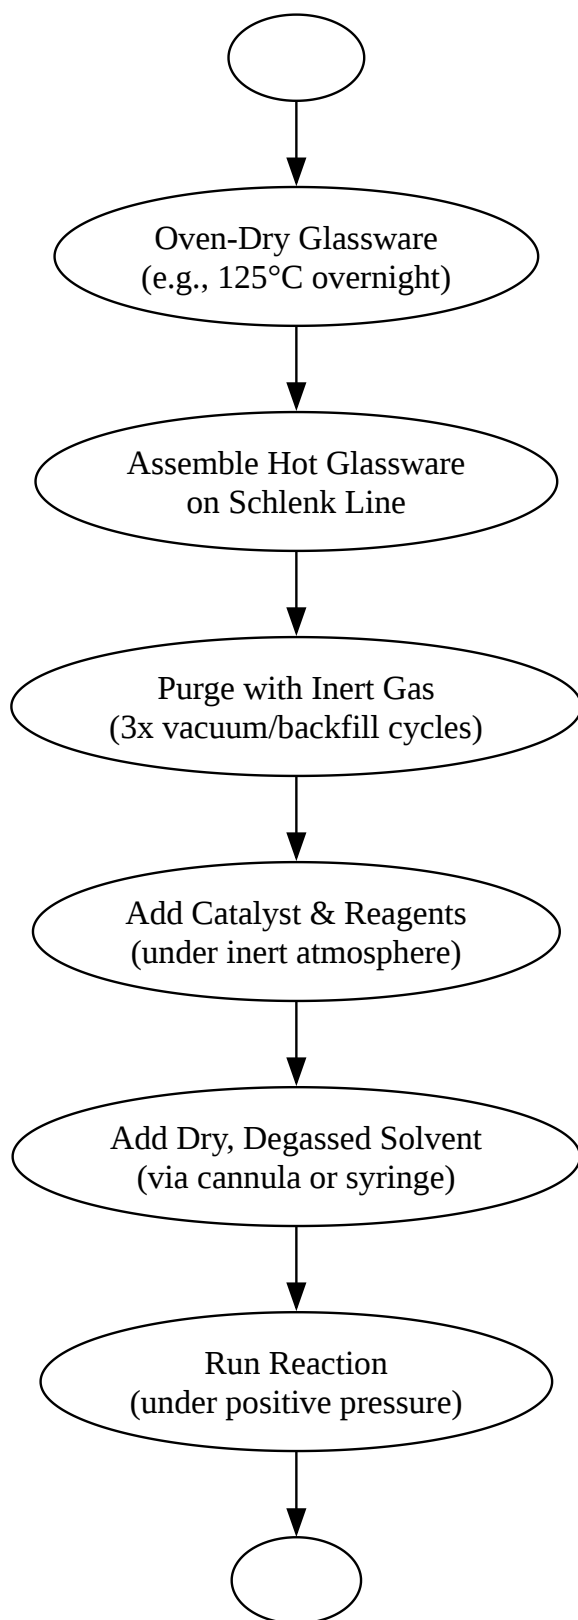 Oven-Dry Glassware
(e.g., 125°C overnight)
Assemble Hot Glassware
on Schlenk Line
Purge with Inert Gas
(3x vacuum/backfill cycles)
Add Catalyst & Reagents
(under inert atmosphere)
Add Dry, Degassed Solvent
(via cannula or syringe)
Run Reaction
(under positive pressure)